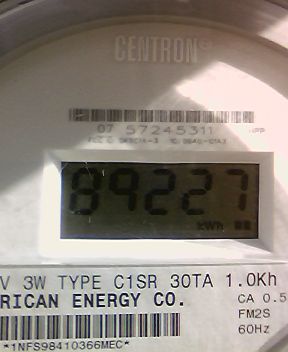 CENTRON
07 57245311
89227
kWh
V 3W TYPE C1SR 30TA 1.0Kh
RICAN ENERGY CO.
CA 0.5
FM2S
60Hz
*1NFS98410366MEC*